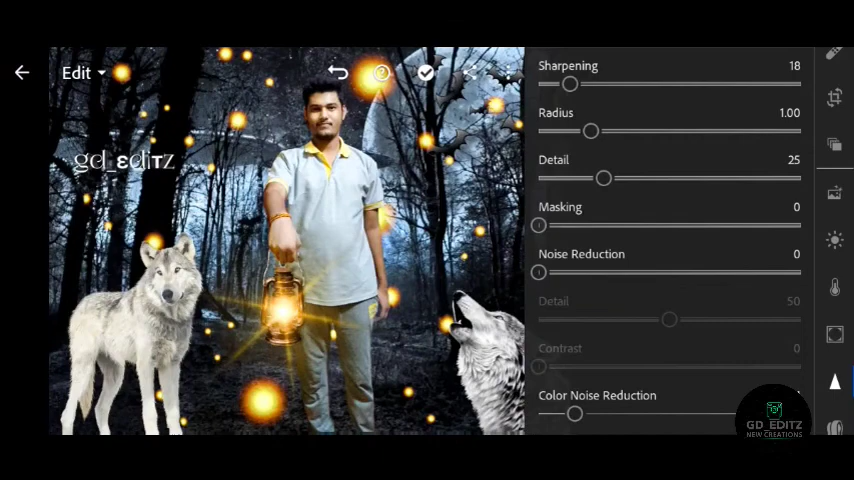 Edit
gd_ɛdiтz
Sharpening 18
Radius 1.00
Detail 25
Masking 0
Noise Reduction 0
Detail 50
Contrast 0
Color Noise Reduction
GD_EDITZ
NEW CREATIONS